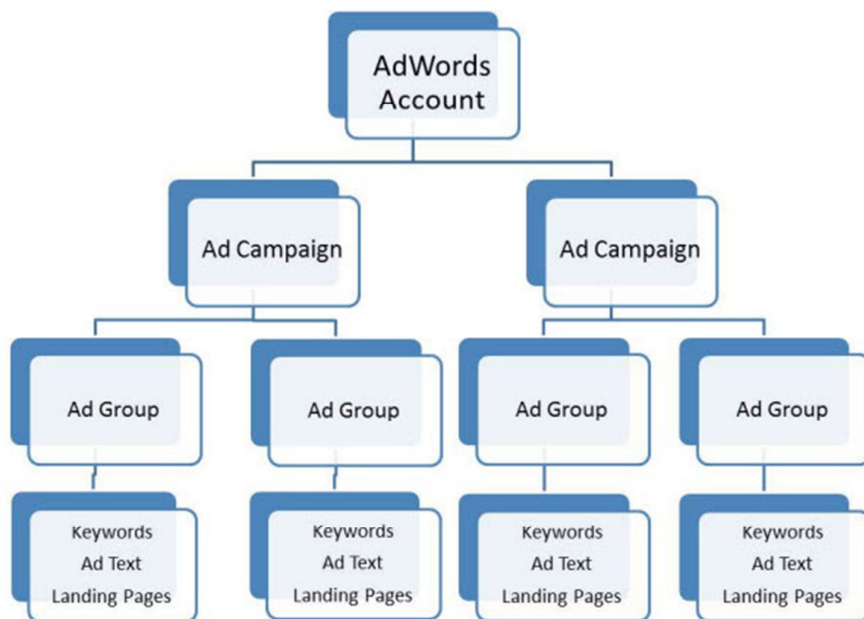 AdWords
Account
Ad Campaign
Ad Campaign
Ad Group
Ad Group
Ad Group
Ad Group
Keywords
Ad Text
Landing Pages
Keywords
Ad Text
Landing Pages
Keywords
Ad Text
Landing Pages
Keywords
Ad Text
Landing Pages